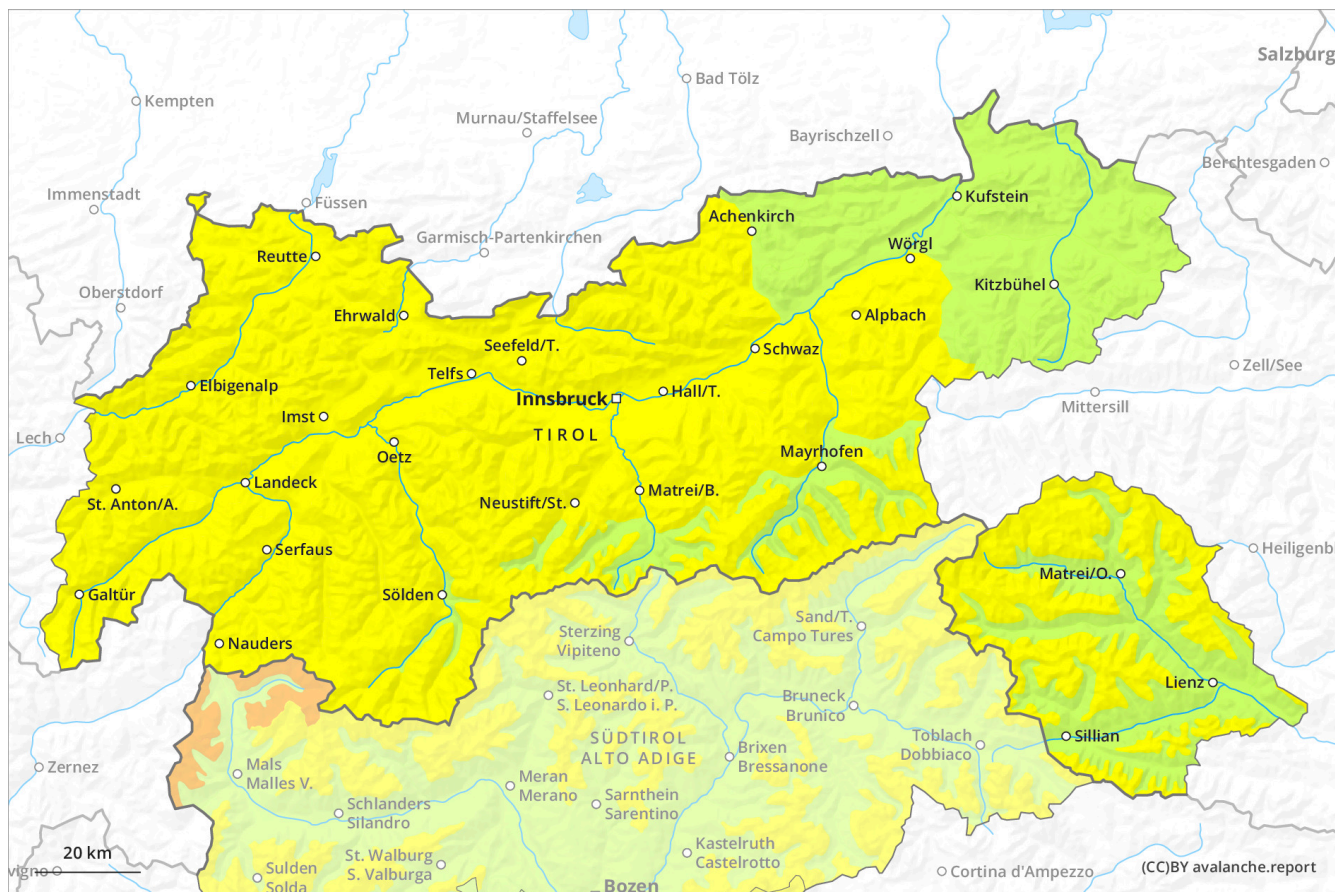 Salzburg
Bad Tölz
Kempten
Murnau/Staffelsee
Bayrischzell
Berchtesgaden
Immenstadt
Füssen
Kufstein
Achenkirch
Garmisch-Partenkirchen
Wörgl
Reutte
Kitzbühel
Oberstdorf
Ehrwald
Alpbach
Seefeld/T.
Schwaz
Zell/See
Telfs
Elbigenalp
Hall/T.
Innsbruck
Mittersill
Imst
Lech
TIROL
Oetz
Mayrhofen
Landeck
St. Anton/A.
Neustift/St.
Matrei/B.
Serfaus
Heiligenb
Matrei/O.
Galtür
Sölden
Sand/T.
Campo Tures
Sterzing
Vipiteno
Nauders
Lienz
St. Leonhard/P.
S. Leonardo i. P.
Bruneck
Brunico
SÜDTIROL
ALTO ADIGE
Toblach
Dobbiaco
Sillian
Brixen
Bressanone
Zernez
Mals
Malles V.
Meran
Merano
Sarnthein
Sarentino
Schlanders
Silandro
20 km
vigno
St. Walburg
S. Valburga
Kastelruth
Castelrotto
Sulden
Solda
Cortina d'Ampezzo
(CC)BY avalanche.report
Bozen